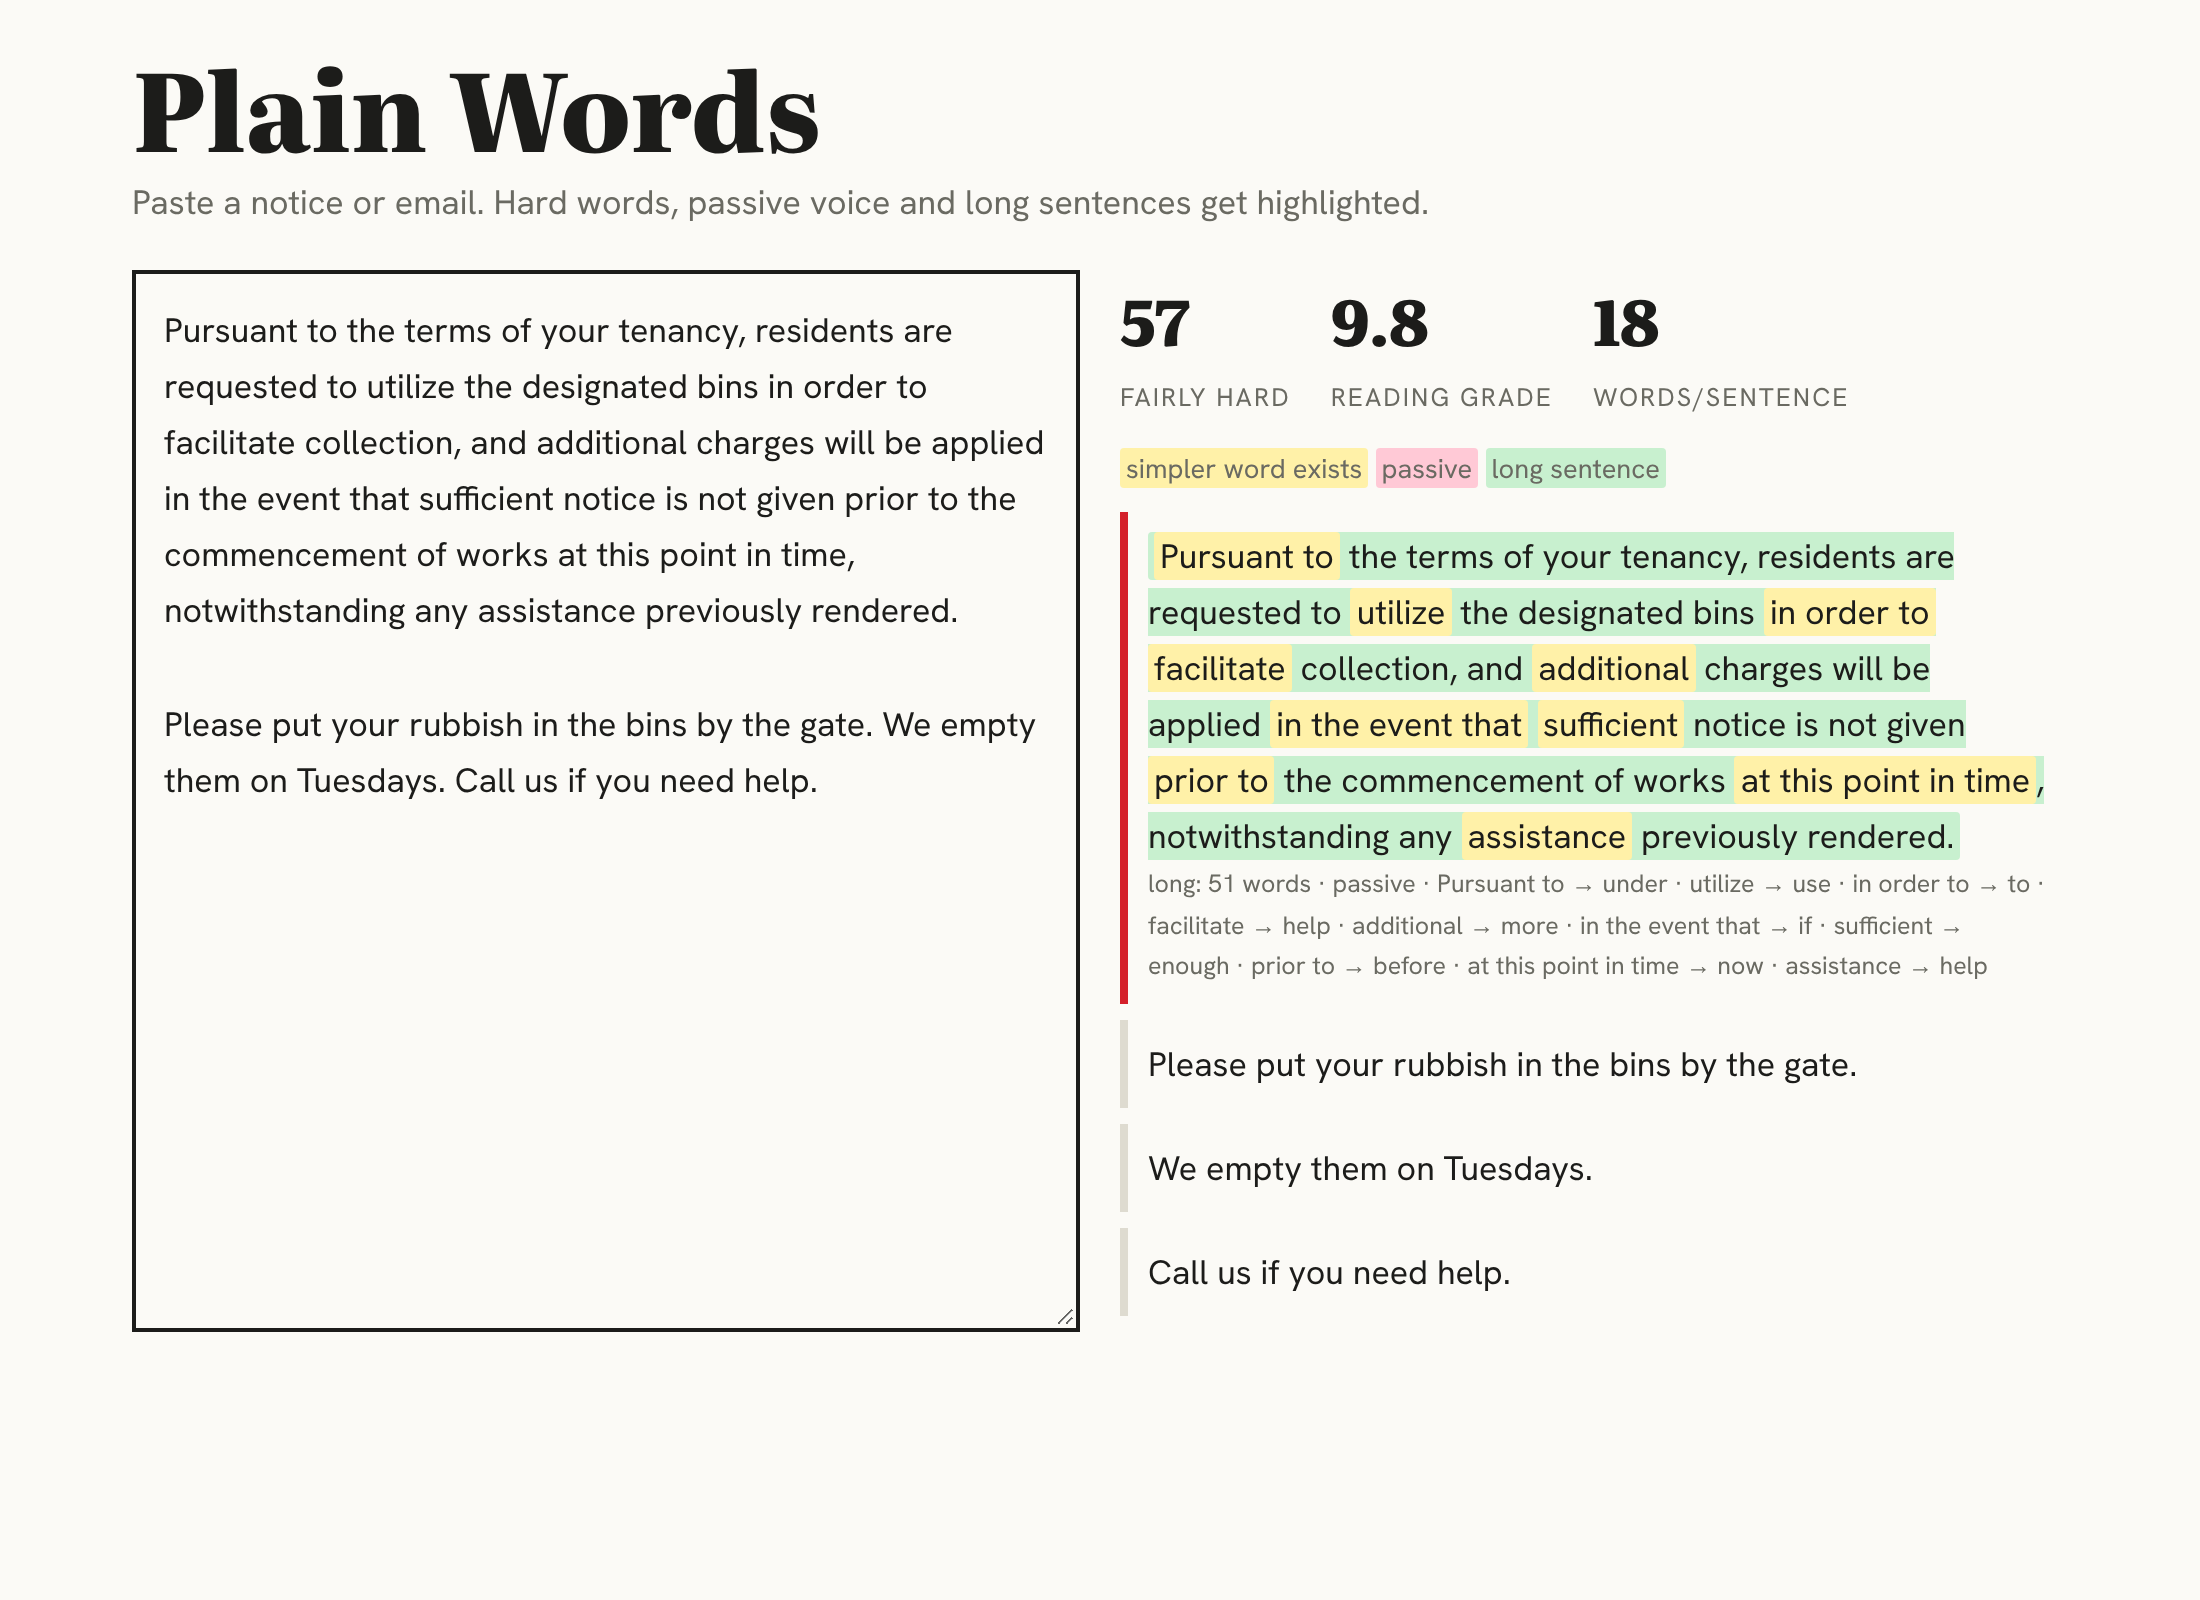 Plain Words
Paste a notice or email. Hard words, passive voice and long sentences get highlighted.
Pursuant to the terms of your tenancy, residents are
requested to utilize the designated bins in order to
facilitate collection, and additional charges will be applied
in the event that sufficient notice is not given prior to the
commencement of works at this point in time,
notwithstanding any assistance previously rendered.
Please put your rubbish in the bins by the gate. We empty
them on Tuesdays. Call us if you need help.
57 9.8 18
FAIRLY HARD READING GRADE WORDS/SENTENCE
simpler word exists passive long sentence
Pursuant to the terms of your tenancy, residents are
requested to utilize the designated bins in order to
facilitate collection, and additional charges will be
applied in the event that sufficient notice is not given
prior to the commencement of works at this point in time,
notwithstanding any assistance previously rendered.
long: 51 words · passive · Pursuant to → under · utilize → use · in order to → to ·
facilitate → help · additional → more · in the event that → if · sufficient →
enough · prior to → before · at this point in time → now · assistance → help
Please put your rubbish in the bins by the gate.
We empty them on Tuesdays.
Call us if you need help.